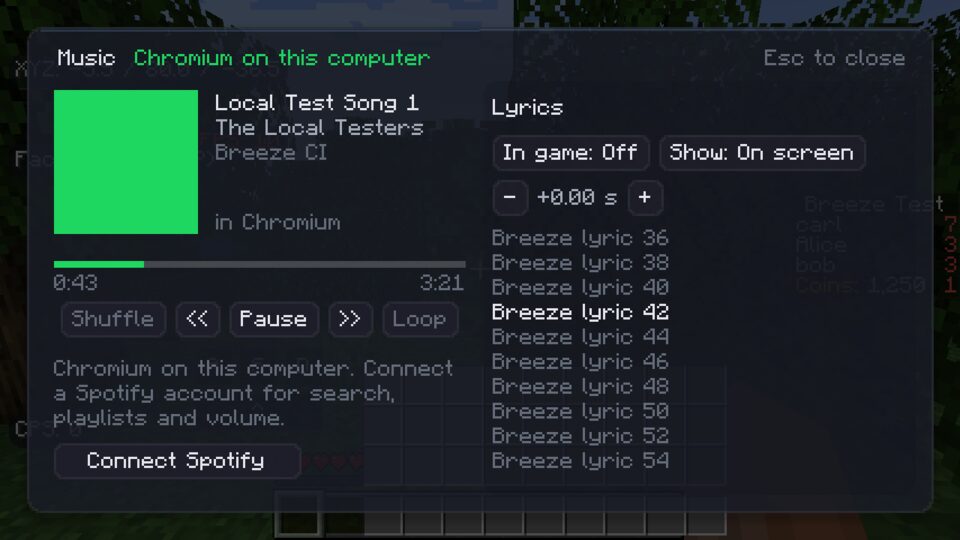 Music Chromium on this computer
Esc to close
Local Test Song 1
The Local Testers
Breeze CI
in Chromium
0:43
3:21
Shuffle
<<
Pause
>>
Loop
Chromium on this computer. Connect
a Spotify account for search,
playlists and volume.
Connect Spotify
Lyrics
In game: Off
Show: On screen
- +0.00 s +
Breeze lyric 36
Breeze lyric 38
Breeze lyric 40
Breeze lyric 42
Breeze lyric 44
Breeze lyric 46
Breeze lyric 48
Breeze lyric 50
Breeze lyric 52
Breeze lyric 54
Breeze Test
carl 7
Alice 3
bob 3
Coins: 1,250 1